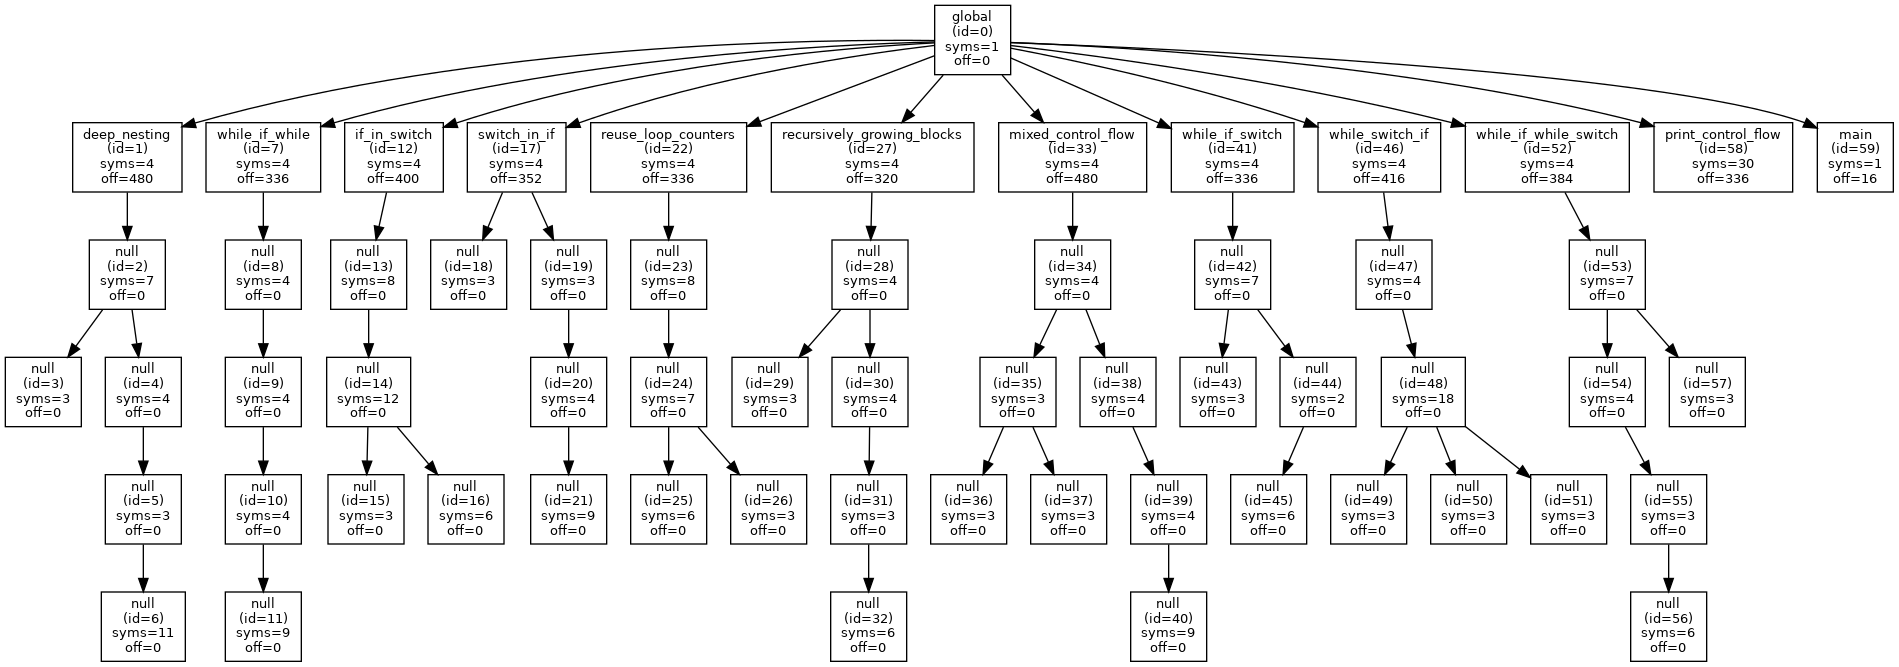 global
(id=0)
syms=1
off=0
deep_nesting
(id=1)
syms=4
off=480
while_if_while
(id=7)
syms=4
off=336
if_in_switch
(id=12)
syms=4
off=400
switch_in_if
(id=17)
syms=4
off=352
reuse_loop_counters
(id=22)
syms=4
off=336
recursively_growing_blocks
(id=27)
syms=4
off=320
mixed_control_flow
(id=33)
syms=4
off=480
while_if_switch
(id=41)
syms=4
off=336
while_switch_if
(id=46)
syms=4
off=416
while_if_while_switch
(id=52)
syms=4
off=384
print_control_flow
(id=58)
syms=30
off=336
main
(id=59)
syms=1
off=16
null
(id=2)
syms=7
off=0
null
(id=8)
syms=4
off=0
null
(id=13)
syms=8
off=0
null
(id=18)
syms=3
off=0
null
(id=19)
syms=3
off=0
null
(id=23)
syms=8
off=0
null
(id=28)
syms=4
off=0
null
(id=34)
syms=4
off=0
null
(id=42)
syms=7
off=0
null
(id=47)
syms=4
off=0
null
(id=53)
syms=7
off=0
null
(id=3)
syms=3
off=0
null
(id=4)
syms=4
off=0
null
(id=9)
syms=4
off=0
null
(id=14)
syms=12
off=0
null
(id=20)
syms=4
off=0
null
(id=24)
syms=7
off=0
null
(id=29)
syms=3
off=0
null
(id=30)
syms=4
off=0
null
(id=35)
syms=3
off=0
null
(id=38)
syms=4
off=0
null
(id=43)
syms=3
off=0
null
(id=44)
syms=2
off=0
null
(id=48)
syms=18
off=0
null
(id=54)
syms=4
off=0
null
(id=57)
syms=3
off=0
null
(id=5)
syms=3
off=0
null
(id=10)
syms=4
off=0
null
(id=15)
syms=3
off=0
null
(id=16)
syms=6
off=0
null
(id=21)
syms=9
off=0
null
(id=25)
syms=6
off=0
null
(id=26)
syms=3
off=0
null
(id=31)
syms=3
off=0
null
(id=36)
syms=3
off=0
null
(id=37)
syms=3
off=0
null
(id=39)
syms=4
off=0
null
(id=45)
syms=6
off=0
null
(id=49)
syms=3
off=0
null
(id=50)
syms=3
off=0
null
(id=51)
syms=3
off=0
null
(id=55)
syms=3
off=0
null
(id=6)
syms=11
off=0
null
(id=11)
syms=9
off=0
null
(id=32)
syms=6
off=0
null
(id=40)
syms=9
off=0
null
(id=56)
syms=6
off=0